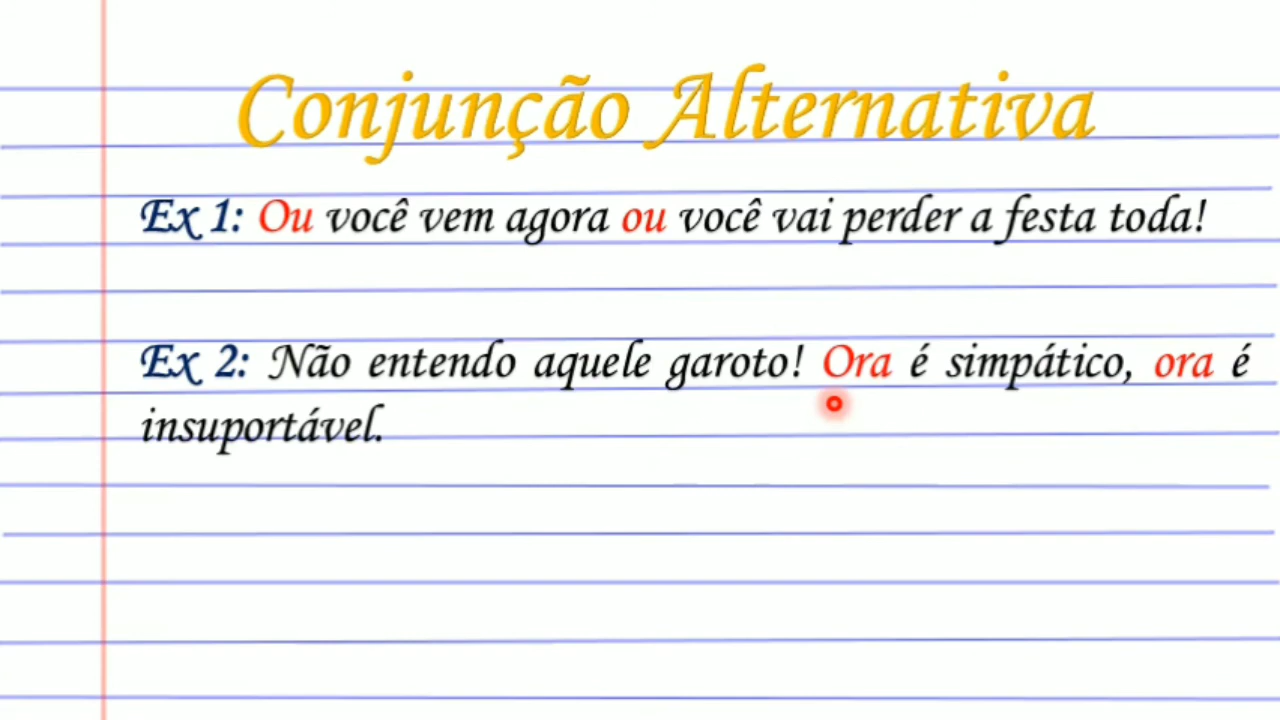 Conjunção Alternativa
Ex 1: Ou você vem agora ou você vai perder a festa toda!
Ex 2: Não entendo aquele garoto! Ora é simpático, ora é
insuportável.